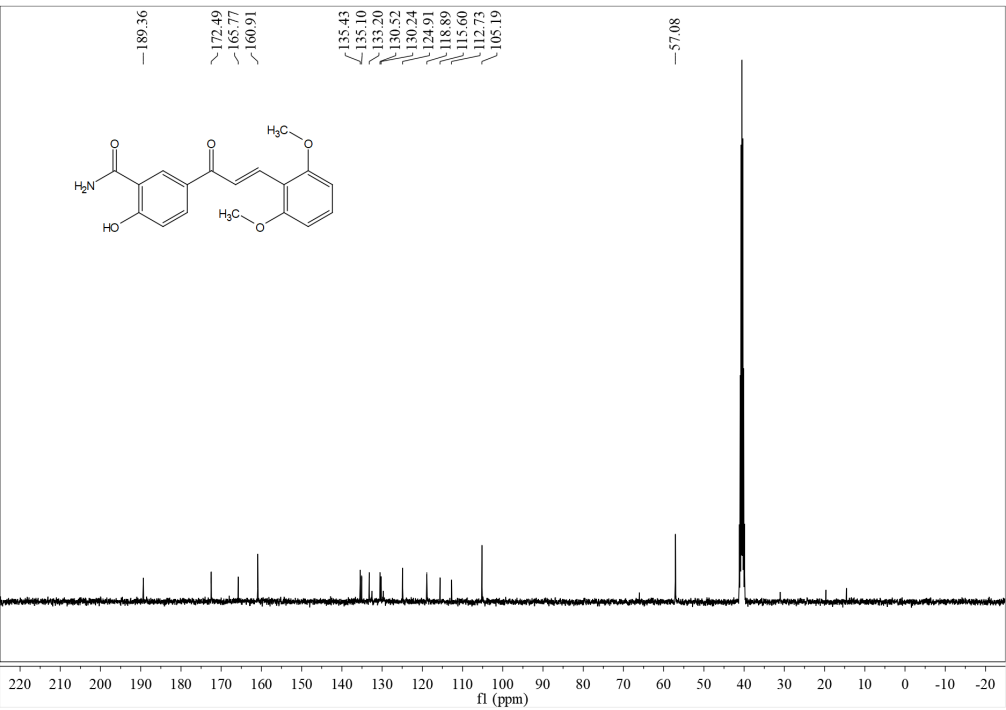 189.36
172.49
165.77
160.91
135.43
135.10
133.20
130.52
130.24
124.91
118.89
115.60
112.73
105.19
57.08
H₃C
O
O
O
H₂N
H₃C
O
HO
220 210 200 190 180 170 160 150 140 130 120 110 100 90 80 70 60 50 40 30 20 10 0 -10 -20
f1 (ppm)